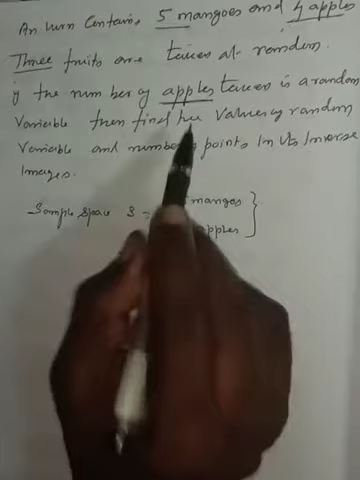 An Urn Contains 5 mangoes and 4 apples
Three fruits are taken at random.
if the number of apples taken is a random
Variable then find the Values of random
Variable and number points in its Inverse
Images.
Sample Space S = mangoes
apples